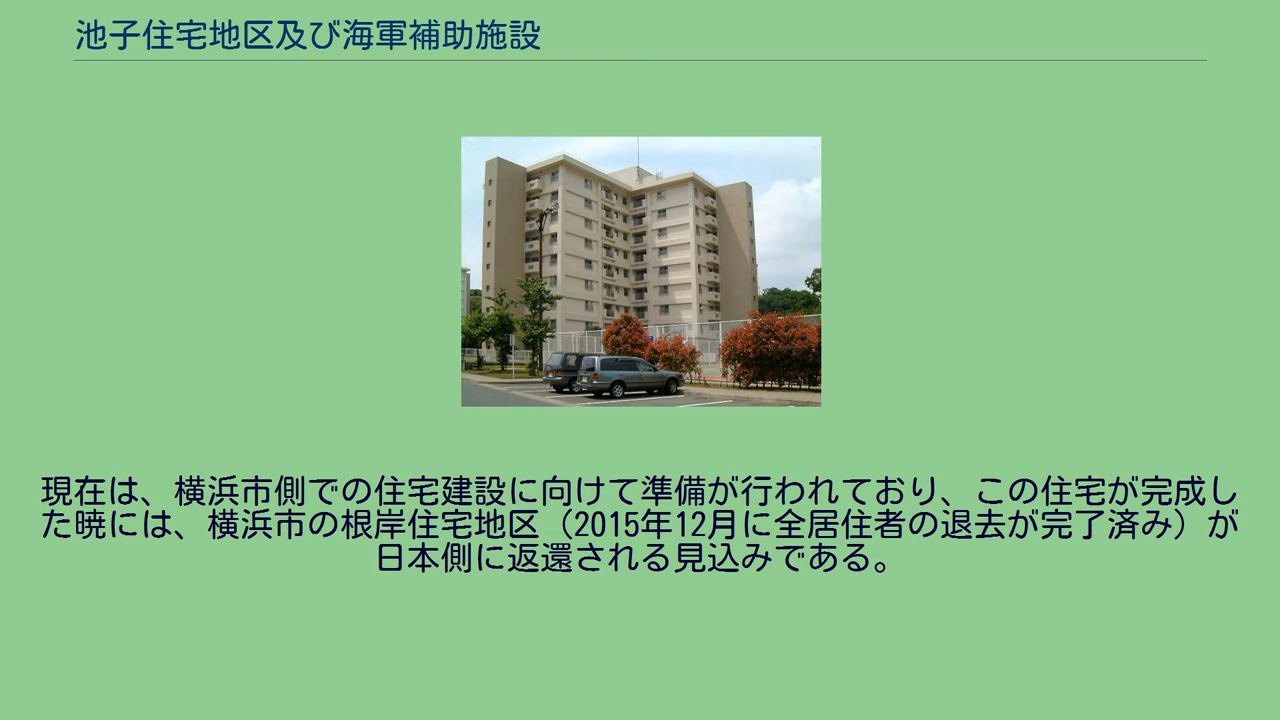 池子住宅地区及び海軍補助施設
現在は、横浜市側での住宅建設に向けて準備が行われており、この住宅が完成し
た暁には、横浜市の根岸住宅地区（2015年12月に全居住者の退去が完了済み）が
日本側に返還される見込みである。